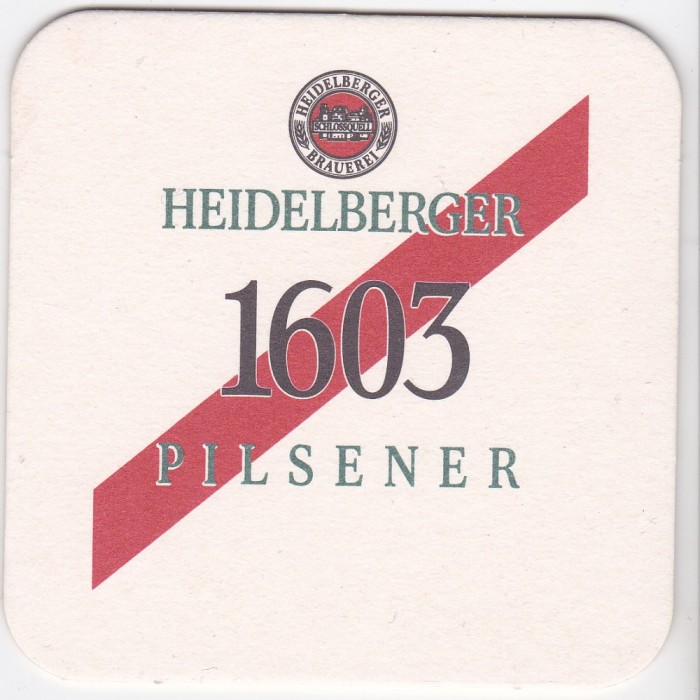 HEIDELBERGER
SCHLOSSQUELL
BRAUEREI
HEIDELBERGER
1603
PILSENER